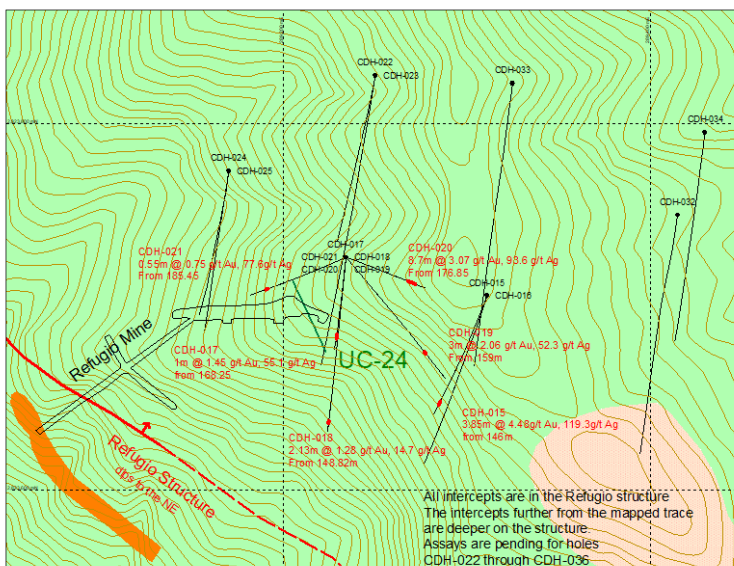 CDH-022
CDH-023
CDH-033
CDH-034
CDH-024
CDH-025
CDH-032
CDH-017
CDH-021
CDH-018
CDH-020
CDH-019
CDH-021
0.55m @ 0.75 g/t Au, 77.6g/t Ag
From 185.45
CDH-020
8.7m @ 3.07 g/t Au, 93.6 g/t Ag
From 176.85
CDH-015
CDH-016
Refugio Mine
CDH-019
3m @ 2.06 g/t Au, 52.3 g/t Ag
From 159m
CDH-017
1m @ 1.45 g/t Au, 55.1 g/t Ag
from 168.25
UC-24
CDH-015
3.85m @ 4.48g/t Au, 119.3g/t Ag
from 146m
CDH-018
2.13m @ 1.28 g/t Au, 14.7 g/t Ag
From 148.82m
Refugio Structure
dips to the NE
All intercepts are in the Refugio structure
The intercepts further from the mapped trace
are deeper on the structure
Assays are pending for holes
CDH-022 through CDH-036